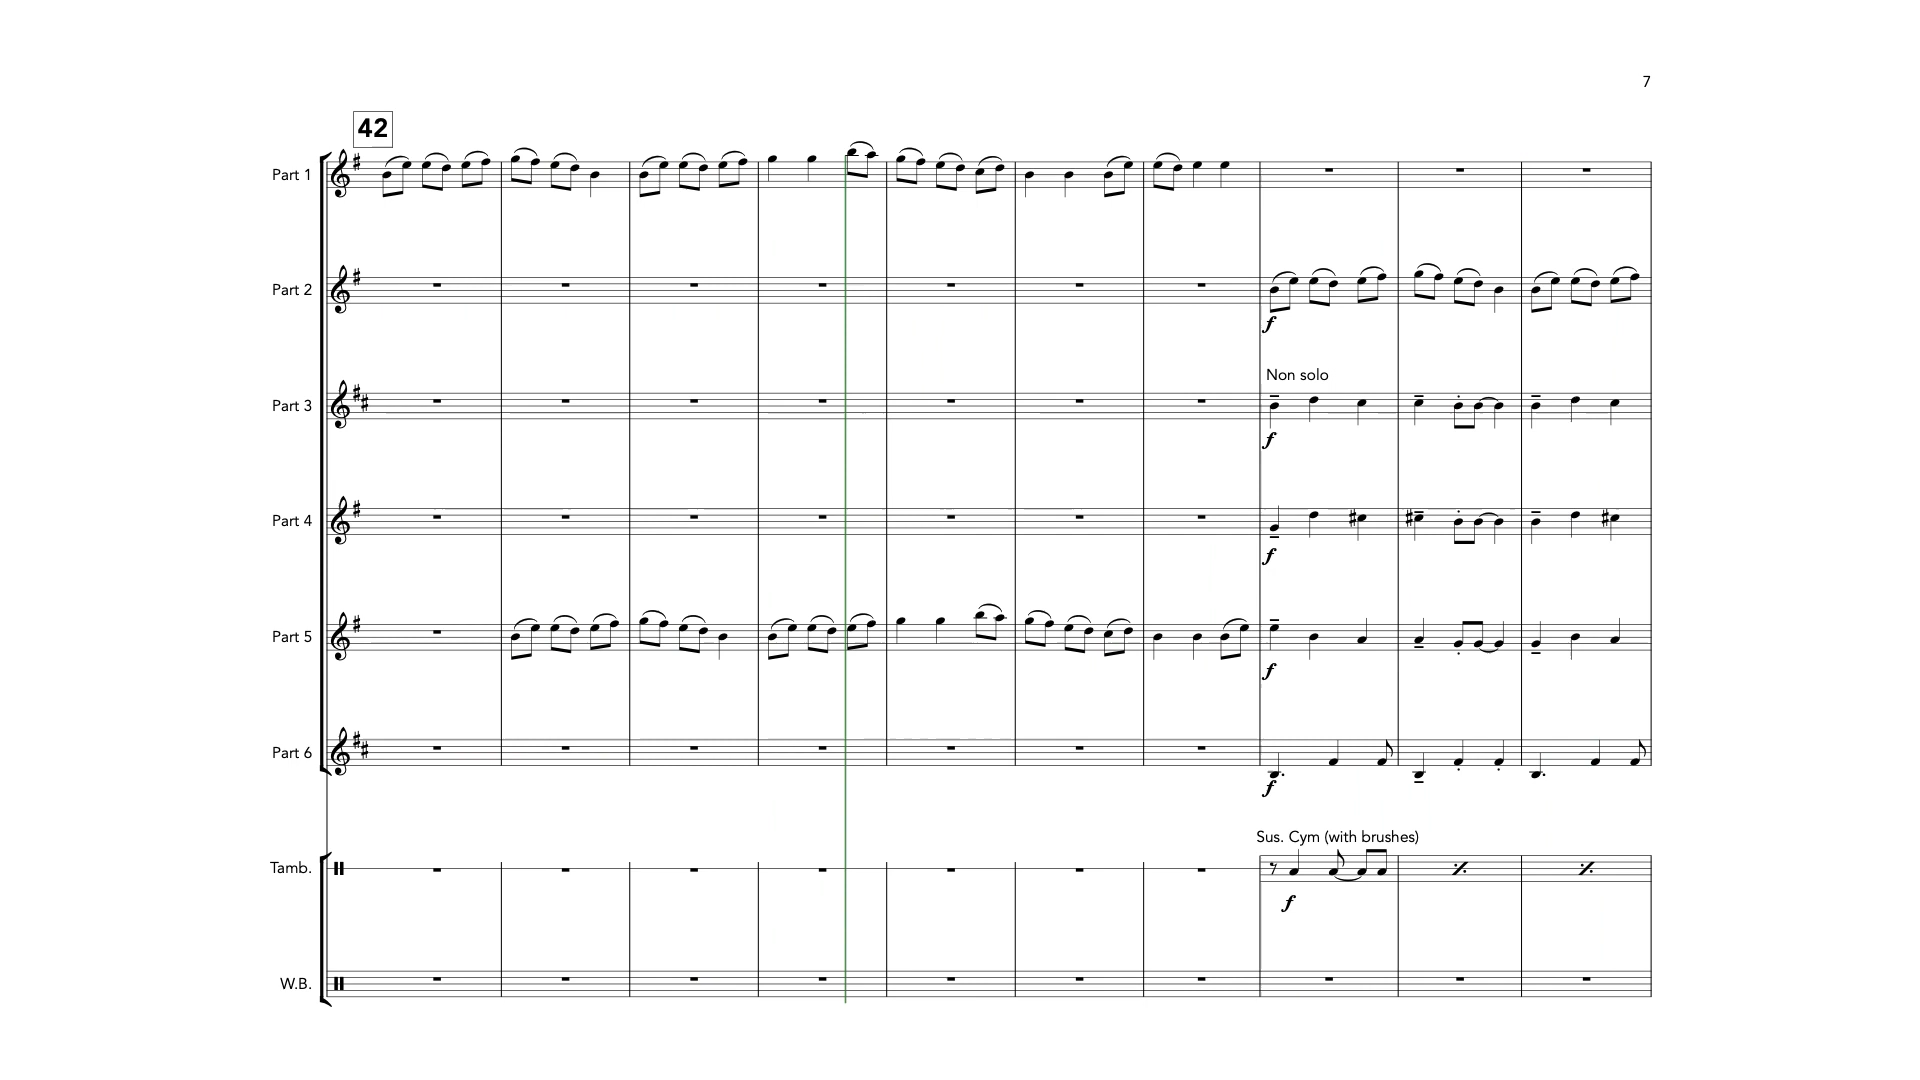 7
42
Part 1
Part 2
f
Non solo
Part 3
f
Part 4
f
Part 5
f
Part 6
f
Sus. Cym (with brushes)
Tamb.
f
W.B.